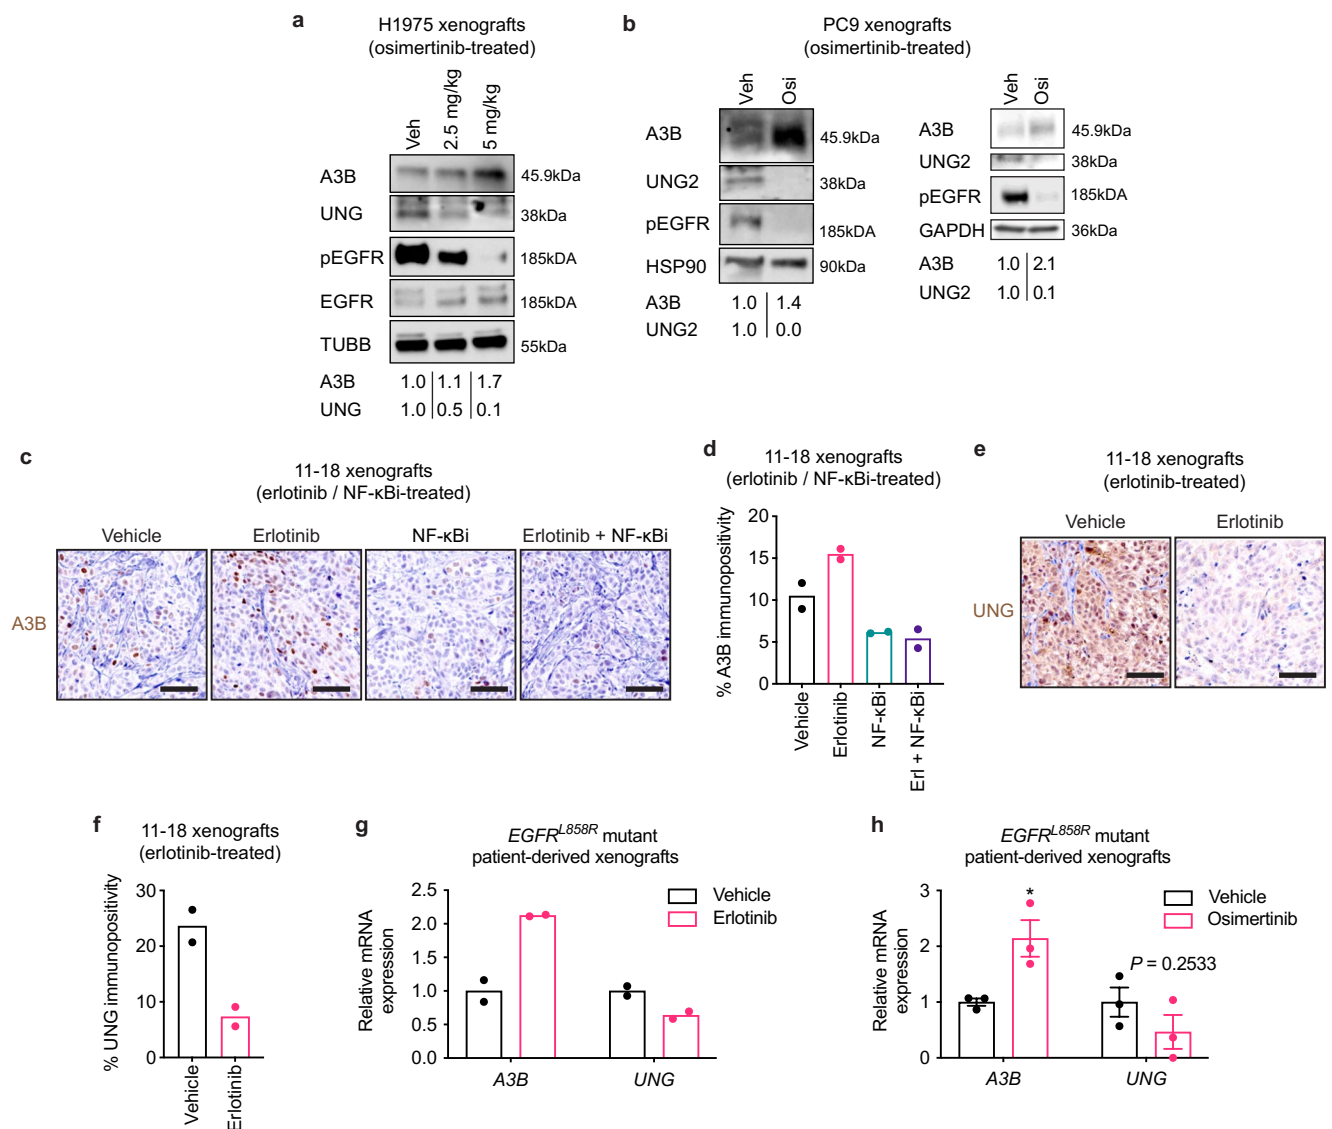 a
H1975 xenografts
(osimertinib-treated)
Veh
2.5 mg/kg
5 mg/kg
A3B
45.9kDa
UNG
38kDa
pEGFR
185kDA
EGFR
185kDA
TUBB
55kDa
A3B 1.0 1.1 1.7
UNG 1.0 0.5 0.1
b
PC9 xenografts
(osimertinib-treated)
Veh
Osi
A3B
45.9kDa
UNG2
38kDa
pEGFR
185kDA
HSP90
90kDa
A3B 1.0 1.4
UNG2 1.0 0.0
Veh
Osi
A3B
45.9kDa
UNG2
38kDa
pEGFR
185kDA
GAPDH
36kDa
A3B 1.0 2.1
UNG2 1.0 0.1
c
11-18 xenografts
(erlotinib / NF-κBi-treated)
Vehicle
Erlotinib
NF-κBi
Erlotinib + NF-κBi
A3B
d
11-18 xenografts
(erlotinib / NF-κBi-treated)
% A3B immunopositivity
20
15
10
5
0
Vehicle
Erlotinib
NF-κBi
Erl + NF-κBi
e
11-18 xenografts
(erlotinib-treated)
Vehicle
Erlotinib
UNG
f
11-18 xenografts
(erlotinib-treated)
% UNG immunopositivity
30
20
10
0
Vehicle
Erlotinib
g
EGFR^L858R mutant
patient-derived xenografts
Relative mRNA
expression
2.5
2.0
1.5
1.0
0.5
0.0
Vehicle
Erlotinib
A3B
UNG
h
EGFR^L858R mutant
patient-derived xenografts
Relative mRNA
expression
3
2
1
0
*
Vehicle
Osimertinib
P = 0.2533
A3B
UNG